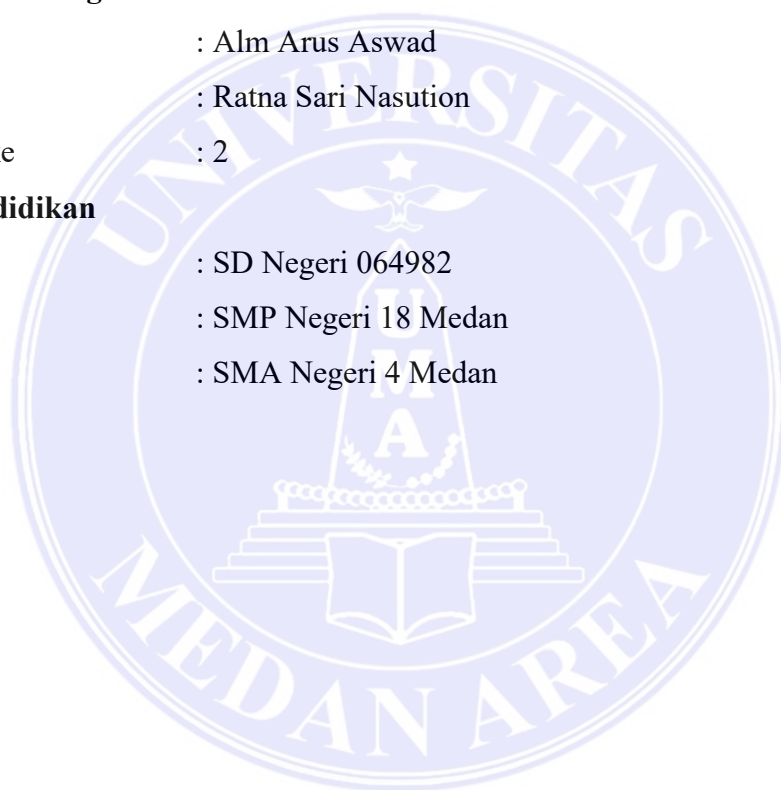 : Alm Arus Aswad
: Ratna Sari Nasution
: 2
: SD Negeri 064982
: SMP Negeri 18 Medan
: SMA Negeri 4 Medan
UNIVERSITAS
UMA
MEDAN AREA